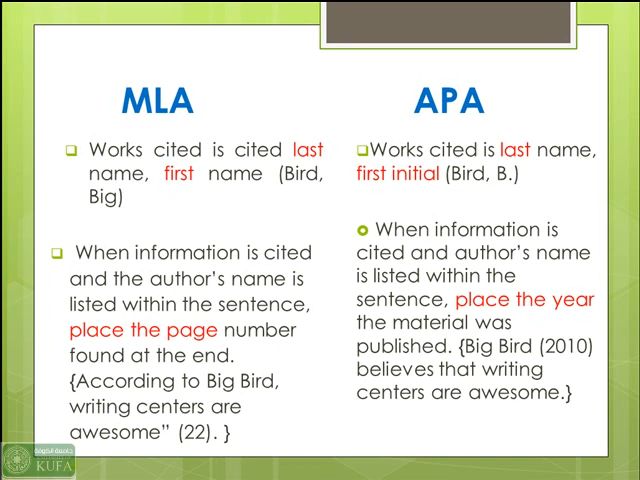 MLA
❑ Works cited is cited last
name, first name (Bird,
Big)
❑ When information is cited
and the author's name is
listed within the sentence,
place the page number
found at the end.
{According to Big Bird,
writing centers are
awesome” (22). }
APA
❑Works cited is last name,
first initial (Bird, B.)
When information is
cited and author's name
is listed within the
sentence, place the year
the material was
published. {Big Bird (2010)
believes that writing
centers are awesome.}
جامعة الكوفة
KUFA